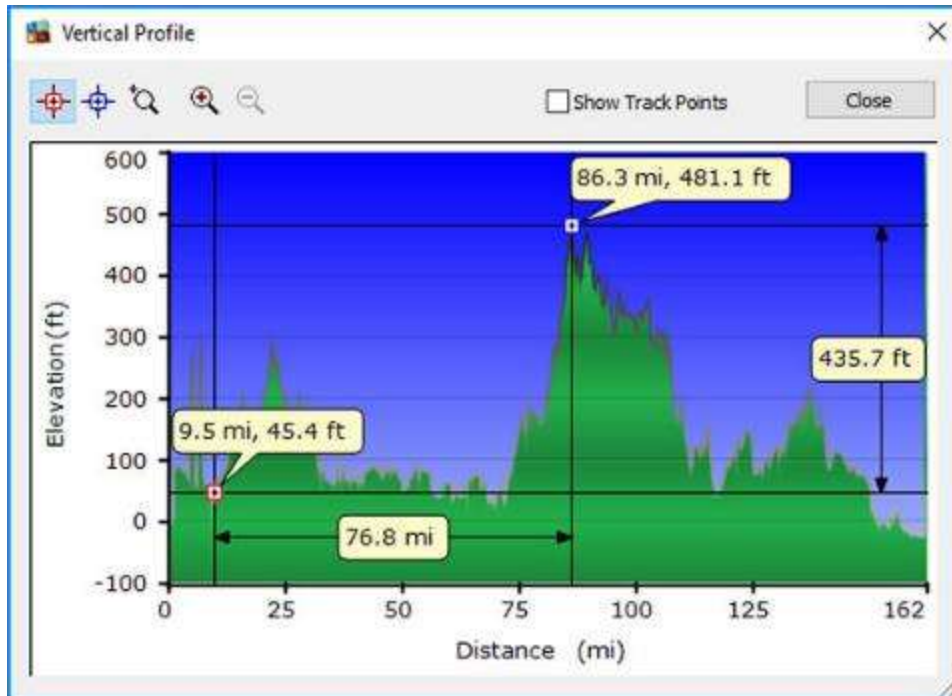 Vertical Profile
Show Track Points
Close
600
500
400
300
200
100
0
-100
Elevation (ft)
86.3 mi, 481.1 ft
435.7 ft
9.5 mi, 45.4 ft
76.8 mi
0
25
50
75
100
125
162
Distance (mi)